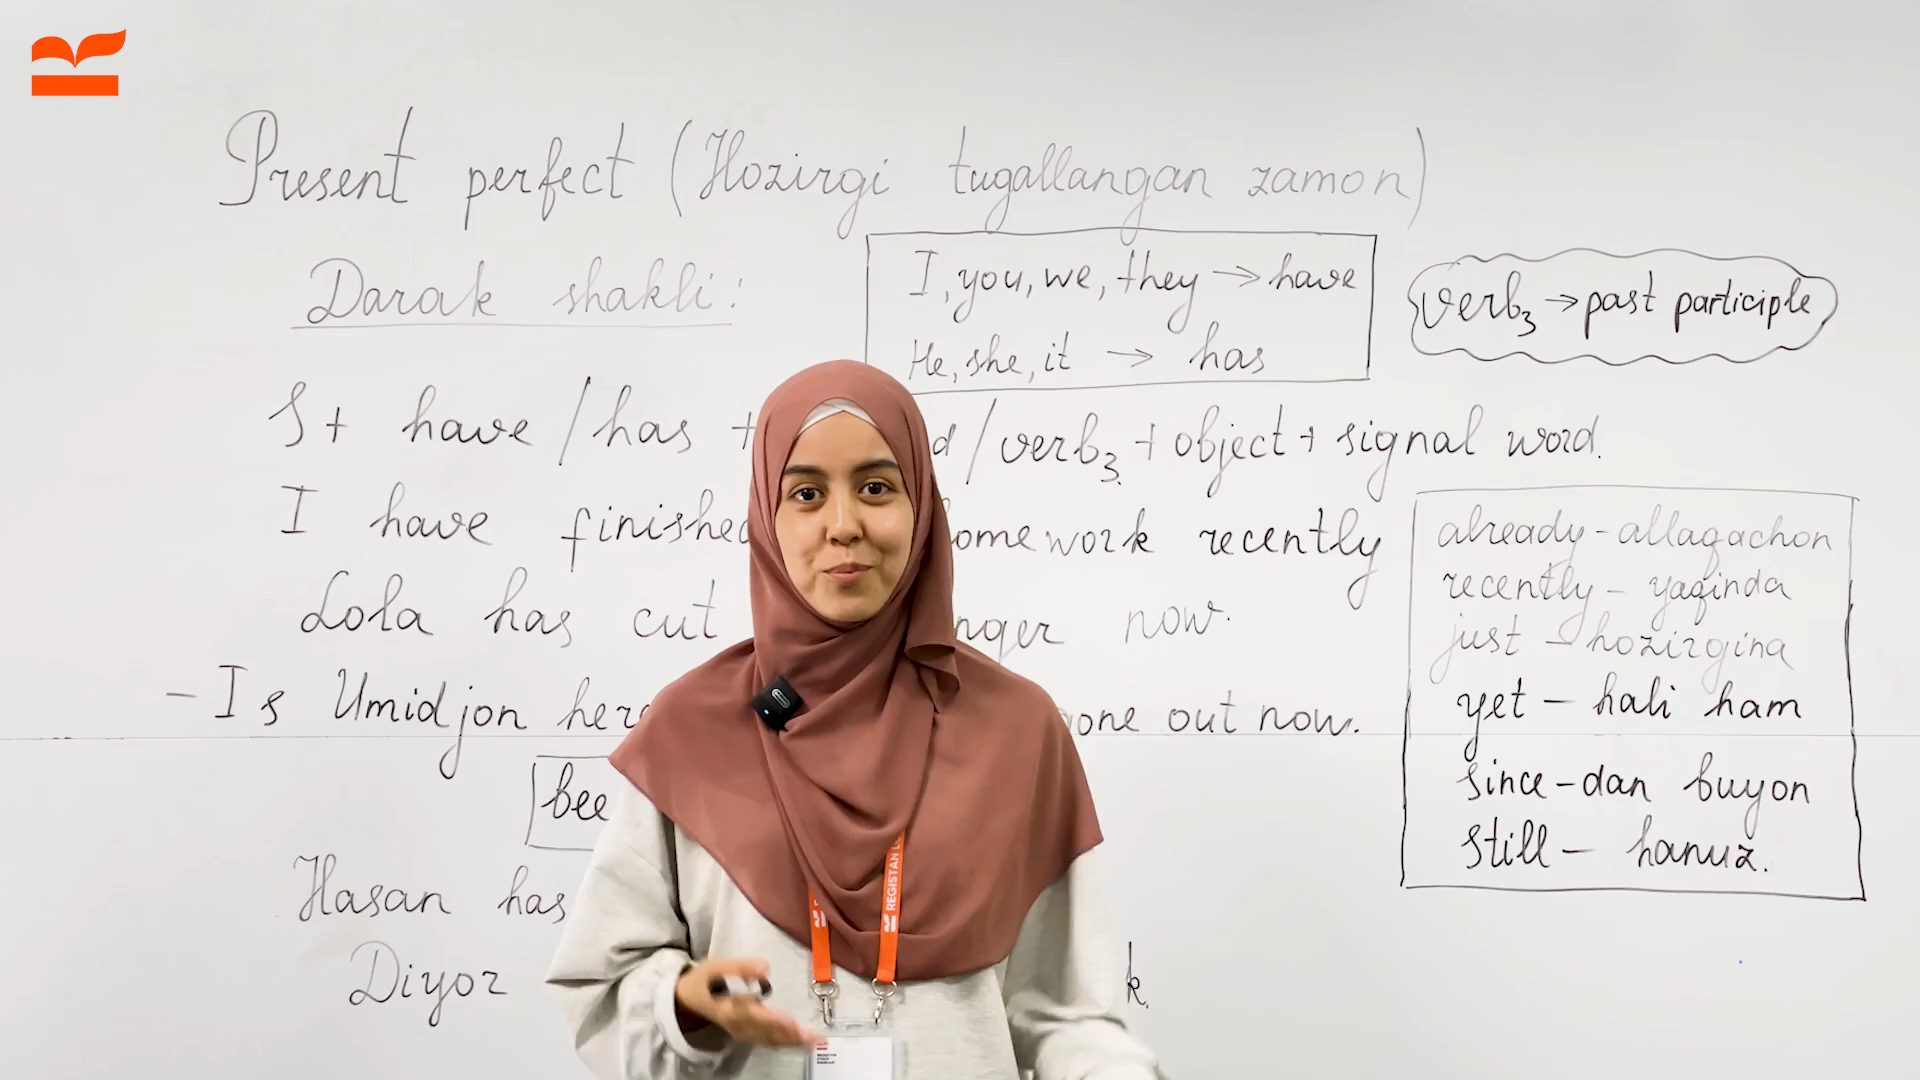 Present perfect (Hozirgi tugallangan zamon)
Darak shakli:
I, you, we, they → have
He, she, it → has
verb3 → past participle
S + have / has + / verb3 + object + signal word.
I have finished homework recently
Lola has cut now.
- Is Umidjon out now.
Hasan has
Diyor
already - allaqachon
recently - yaqinda
just - hozirgina
yet - hali ham
since - dan buyon
still - hanuz.
REGISTAN